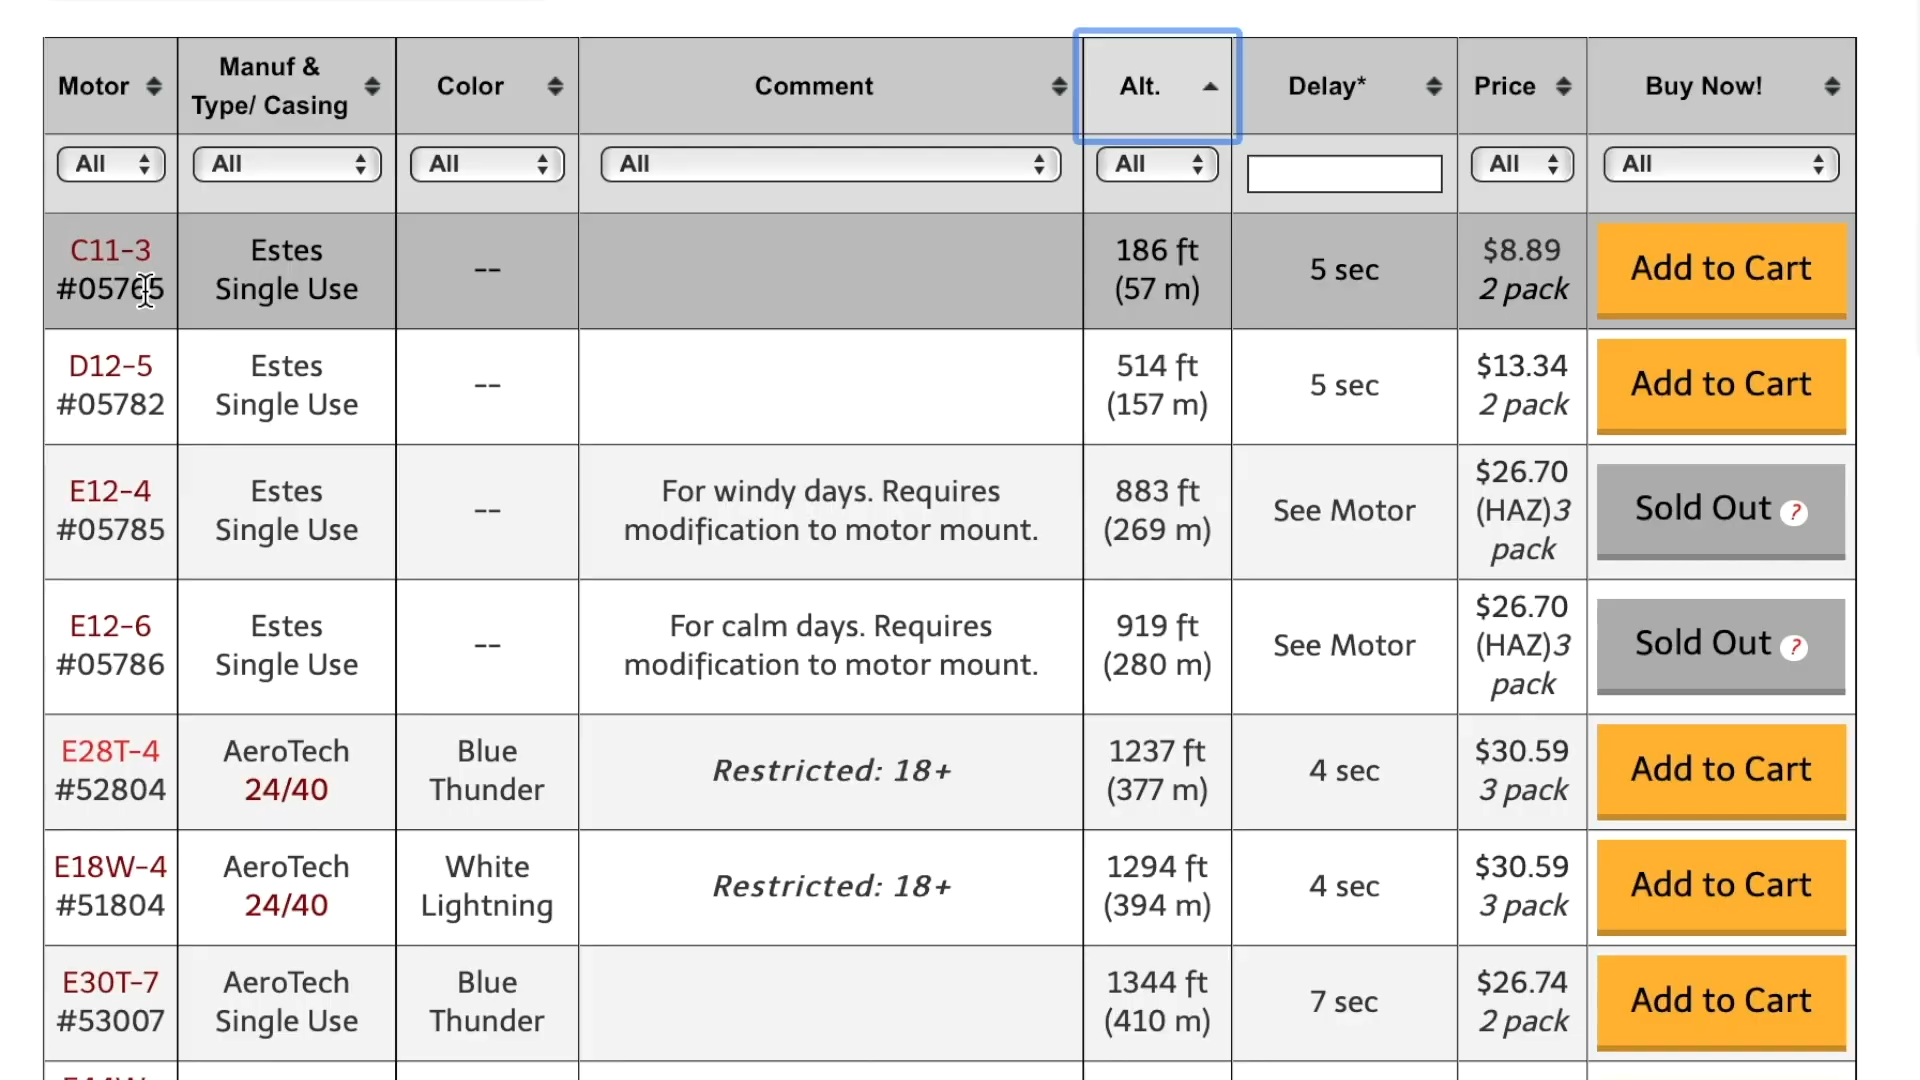 Motor
Manuf &
Type/ Casing
Color
Comment
Alt.
Delay*
Price
Buy Now!
All
All
All
All
All
All
All
C11-3
#05765
Estes
Single Use
--
186 ft
(57 m)
5 sec
$8.89
2 pack
Add to Cart
D12-5
#05782
Estes
Single Use
--
514 ft
(157 m)
5 sec
$13.34
2 pack
Add to Cart
E12-4
#05785
Estes
Single Use
--
For windy days. Requires
modification to motor mount.
883 ft
(269 m)
See Motor
$26.70
(HAZ)3
pack
Sold Out ?
E12-6
#05786
Estes
Single Use
--
For calm days. Requires
modification to motor mount.
919 ft
(280 m)
See Motor
$26.70
(HAZ)3
pack
Sold Out ?
E28T-4
#52804
AeroTech
24/40
Blue
Thunder
Restricted: 18+
1237 ft
(377 m)
4 sec
$30.59
3 pack
Add to Cart
E18W-4
#51804
AeroTech
24/40
White
Lightning
Restricted: 18+
1294 ft
(394 m)
4 sec
$30.59
3 pack
Add to Cart
E30T-7
#53007
AeroTech
Single Use
Blue
Thunder
1344 ft
(410 m)
7 sec
$26.74
2 pack
Add to Cart